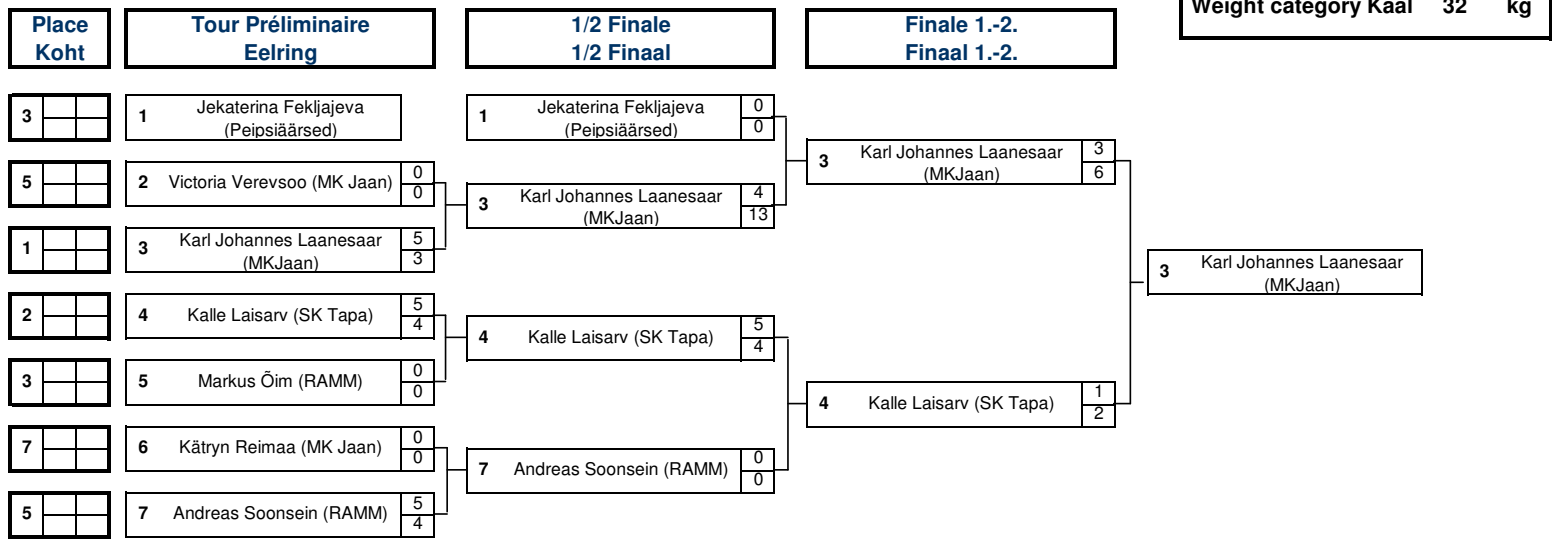 Weight category Kaal 32 kg
Place
Koht
Tour Préliminaire
Eelring
1/2 Finale
1/2 Finaal
Finale 1.-2.
Finaal 1.-2.
3
1
Jekaterina Fekljajeva
(Peipsiäärsed)
5
2 Victoria Verevsoo (MK Jaan) 0
0
1
3
Karl Johannes Laanesaar
(MKJaan)
5
3
2
4 Kalle Laisarv (SK Tapa) 5
4
3
5 Markus Õim (RAMM) 0
0
7
6 Kätryn Reimaa (MK Jaan) 0
0
5
7 Andreas Soonsein (RAMM) 5
4
1
Jekaterina Fekljajeva
(Peipsiäärsed)
0
0
3
Karl Johannes Laanesaar
(MKJaan)
4
13
4 Kalle Laisarv (SK Tapa) 5
4
7 Andreas Soonsein (RAMM) 0
0
3
Karl Johannes Laanesaar
(MKJaan)
3
6
4 Kalle Laisarv (SK Tapa) 1
2
3
Karl Johannes Laanesaar
(MKJaan)